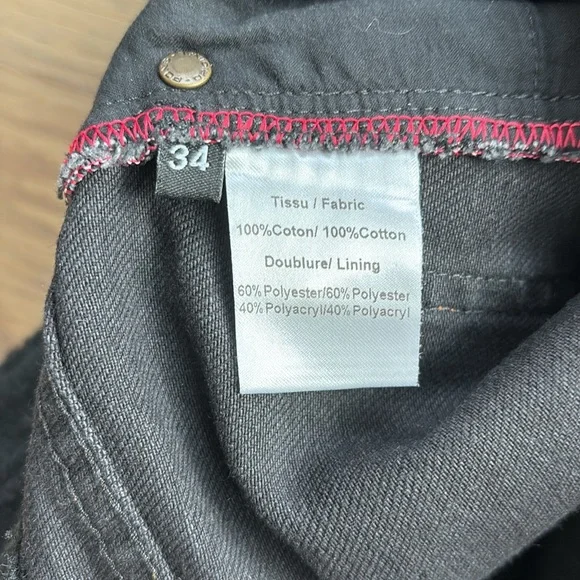 34
Tissu / Fabric
100%Coton/ 100%Cotton
Doublure/ Lining
60%Polyester/60%Polyester
40%Polyacryl/40%Polyacryl